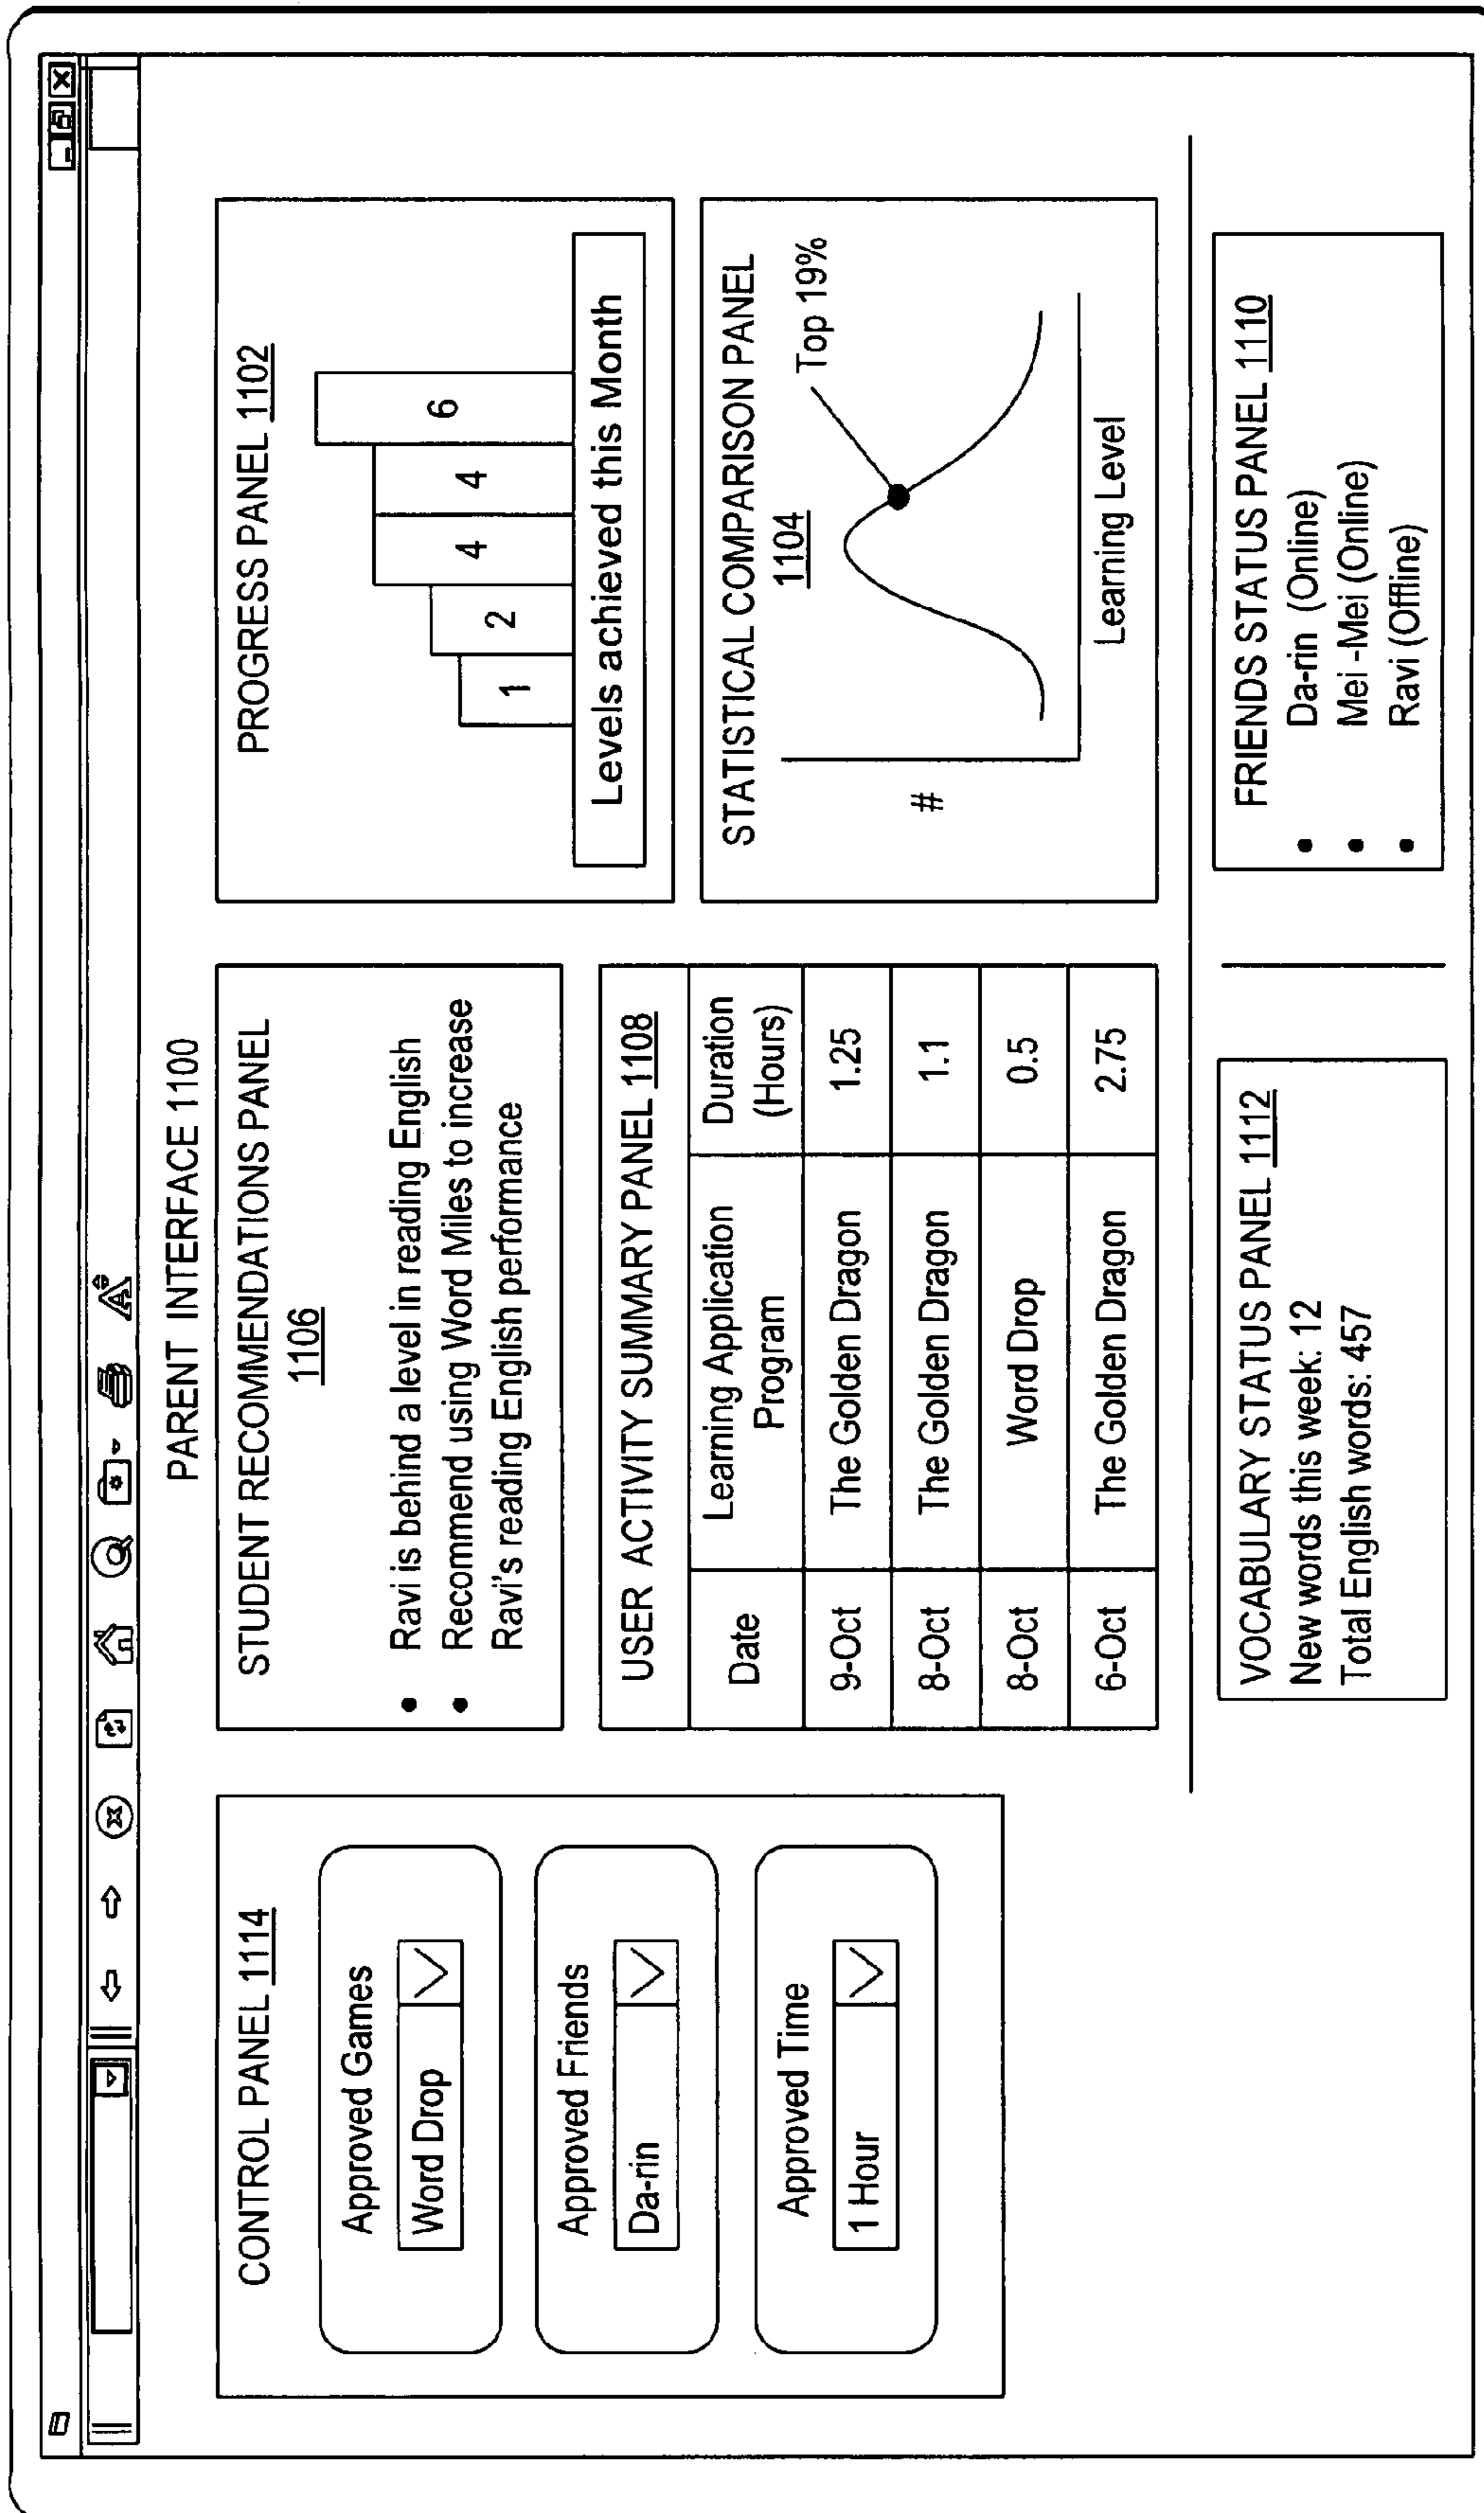 PARENT INTERFACE 1100
CONTROL PANEL 1114
Approved Games
Word Drop
Approved Friends
Da-rin
Approved Time
1 Hour
STUDENT RECOMMENDATIONS PANEL
1106
• Ravi is behind a level in reading English
• Recommend using Word Miles to increase
Ravi's reading English performance
USER ACTIVITY SUMMARY PANEL 1108
Date Learning Application Program Duration (Hours)
9-Oct The Golden Dragon 1.25
8-Oct The Golden Dragon 1.1
8-Oct Word Drop 0.5
6-Oct The Golden Dragon 2.75
PROGRESS PANEL 1102
1 2 4 4 6
Levels achieved this Month
STATISTICAL COMPARISON PANEL
1104
Top 19%
#
Learning Level
VOCABULARY STATUS PANEL 1112
New words this week: 12
Total English words: 457
FRIENDS STATUS PANEL 1110
• Da-rin (Online)
• Mei -Mei (Online)
• Ravi (Offline)